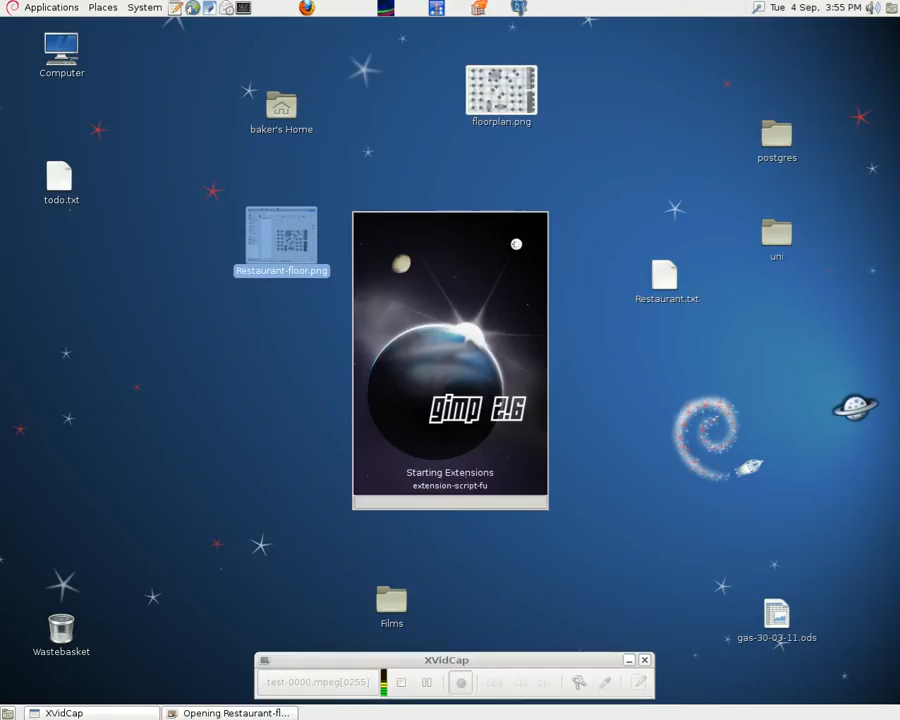 Applications Places System Tue 4 Sep, 3:55 PM
Computer
baker's Home
floorplan.png
postgres
todo.txt
uni
Restaurant-floor.png
Restaurant.txt
gimp 2.6
Starting Extensions
extension-script-fu
Films
Wastebasket
gas-30-03-11.ods
XVidCap
test-0000.mpeg[0255]
XVidCap Opening Restaurant-fl...